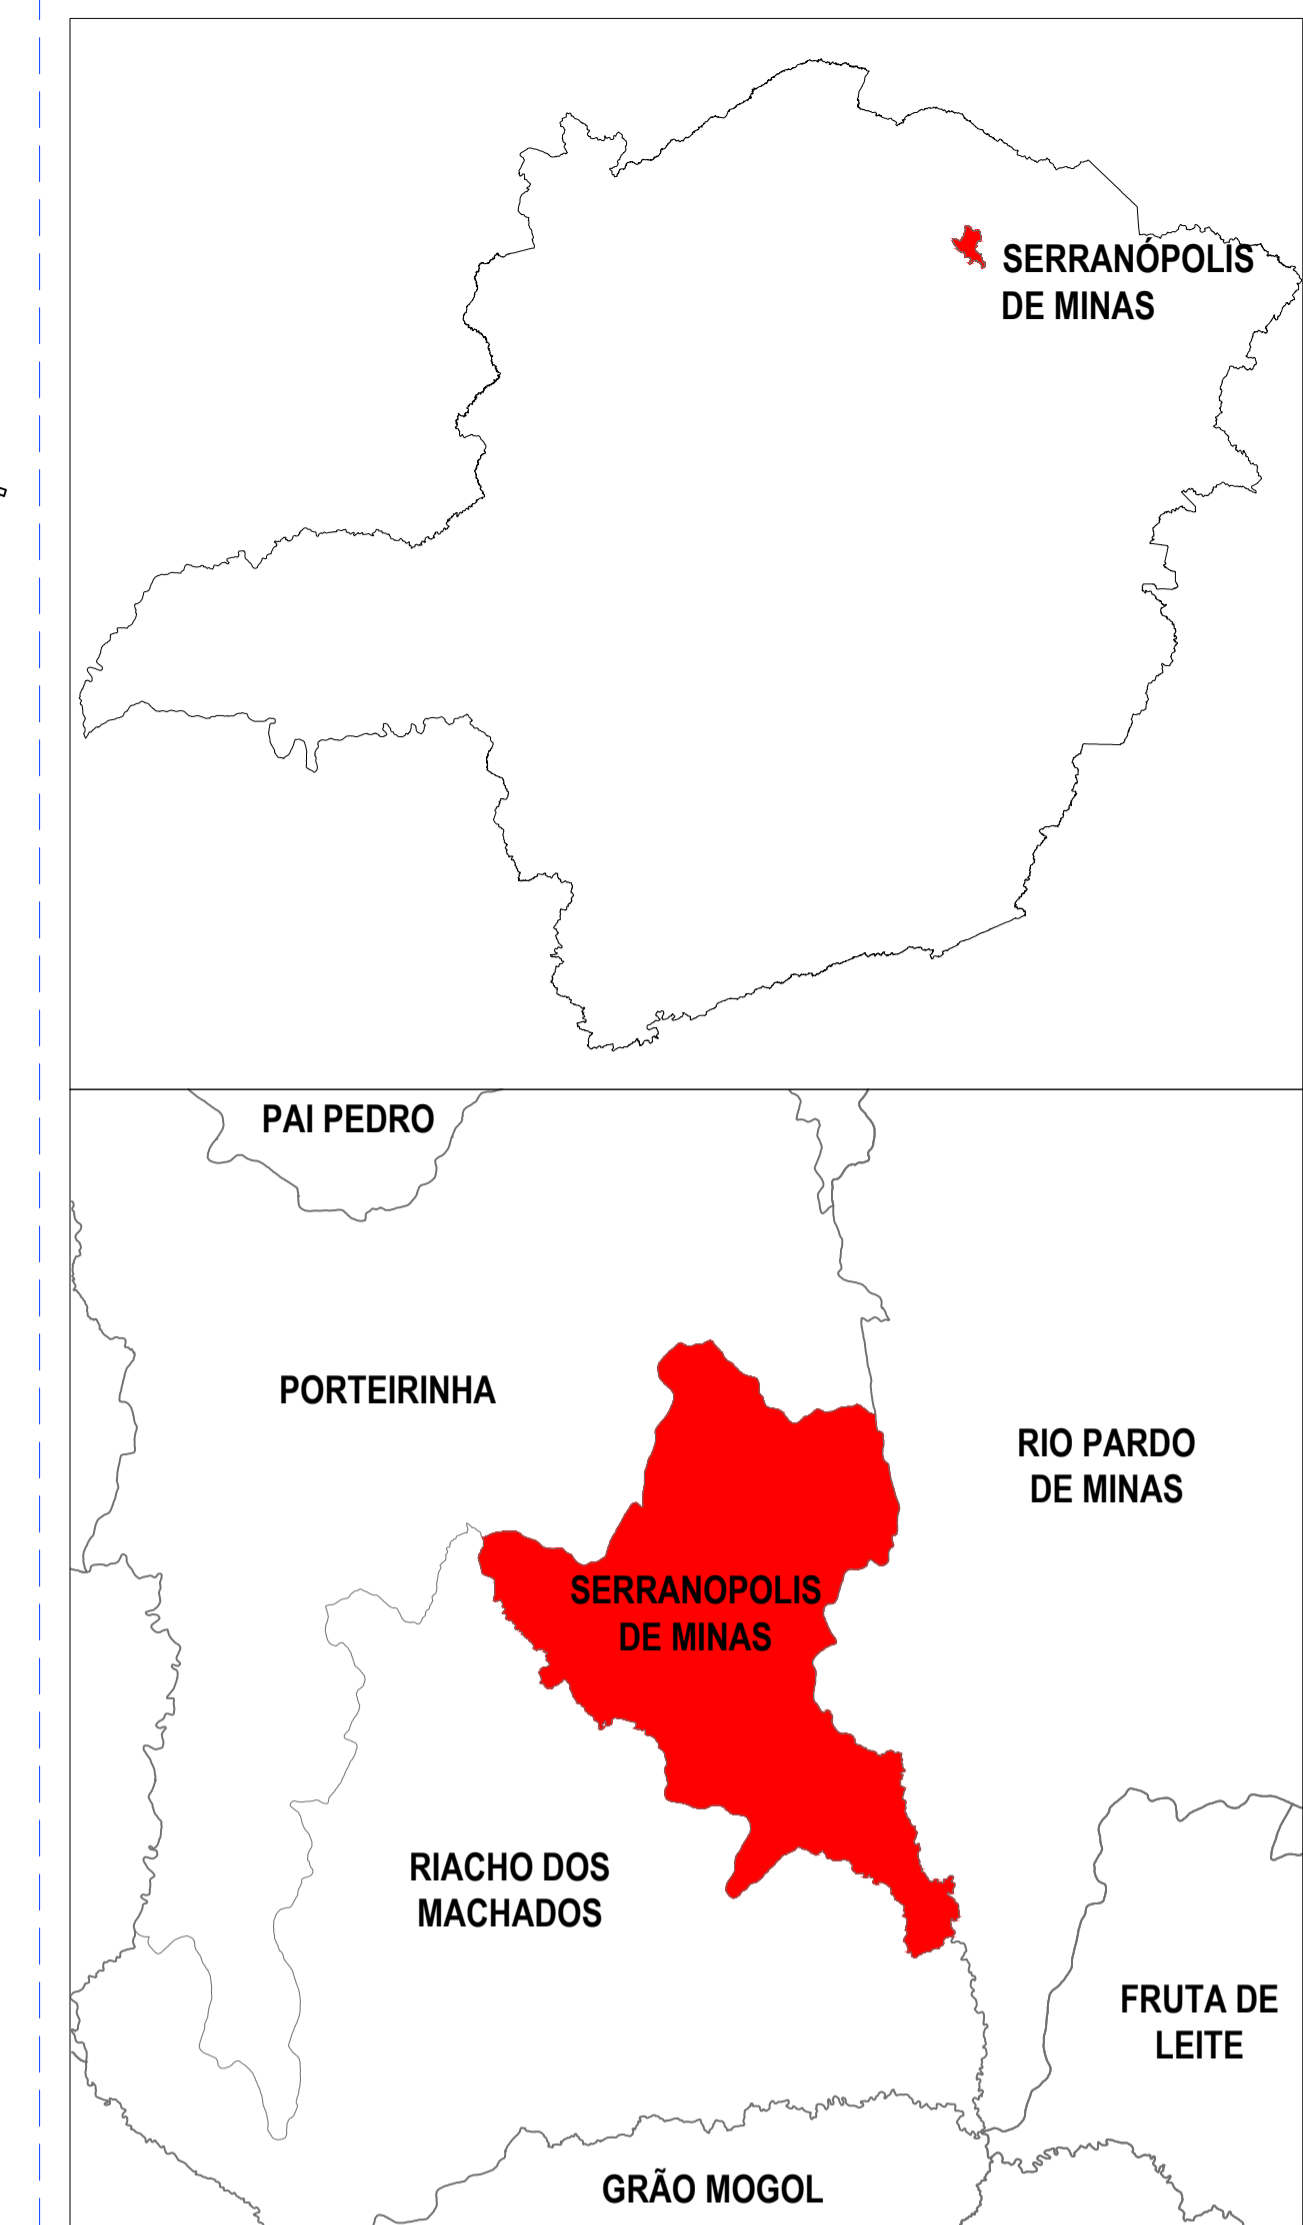 SERRANÓPOLIS
DE MINAS
PAI PEDRO
PORTEIRINHA
RIO PARDO
DE MINAS
SERRANOPOLIS
DE MINAS
RIACHO DOS
MACHADOS
FRUTA DE
LEITE
GRÃO MOGOL